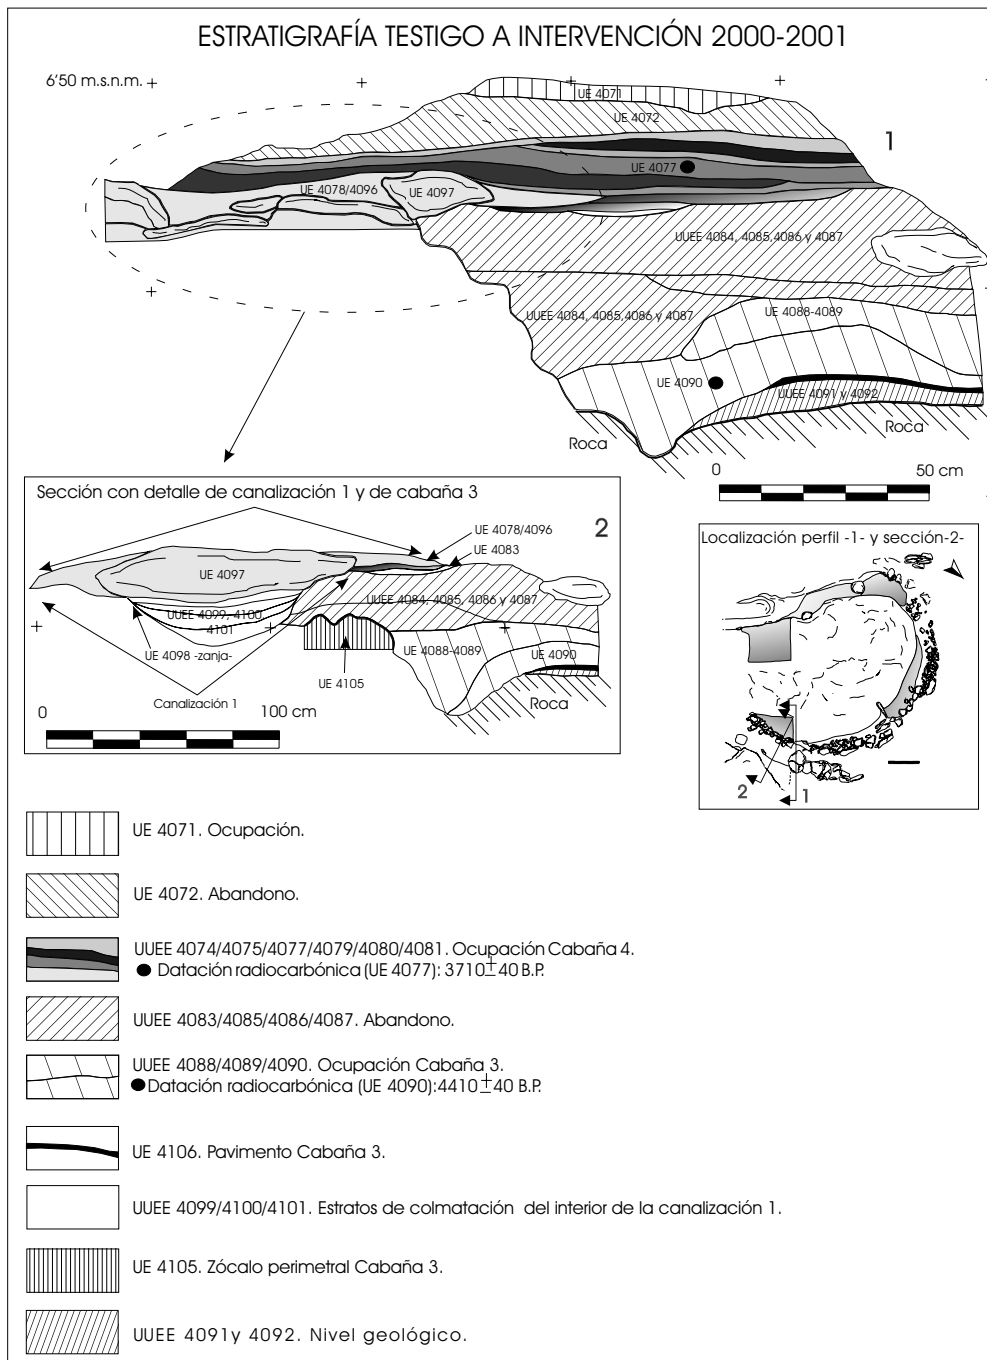 ESTRATIGRAFÍA TESTIGO A INTERVENCIÓN 2000-2001
6'50 m.s.n.m.
UE 4071
UE 4072
1
UE 4077
UE 4078/4096
UE 4097
UUEE 4084, 4085,4086 y 4087
UUEE 4084, 4085,4086 y 4087
UE 4088-4089
UE 4090
UUEE 4091 y 4092
Roca
Roca
0 50 cm
Sección con detalle de canalización 1 y de cabaña 3
2
UE 4078/4096
UE 4083
UE 4097
UUEE 4084, 4085, 4086 y 4087
UUEE 4099, 4100,
4101
UE 4098 -zanja-
UE 4088-4089
UE 4090
UE 4105
Canalización 1
Roca
0 100 cm
Localización perfil -1- y sección-2-
2
1
UE 4071. Ocupación.
UE 4072. Abandono.
UUEE 4074/4075/4077/4079/4080/4081. Ocupación Cabaña 4.
Datación radiocarbónica (UE 4077): 3710±40 B.P.
UUEE 4083/4085/4086/4087. Abandono.
UUEE 4088/4089/4090. Ocupación Cabaña 3.
Datación radiocarbónica (UE 4090):4410±40 B.P.
UE 4106. Pavimento Cabaña 3.
UUEE 4099/4100/4101. Estratos de colmatación del interior de la canalización 1.
UE 4105. Zócalo perimetral Cabaña 3.
UUEE 4091y 4092. Nivel geológico.